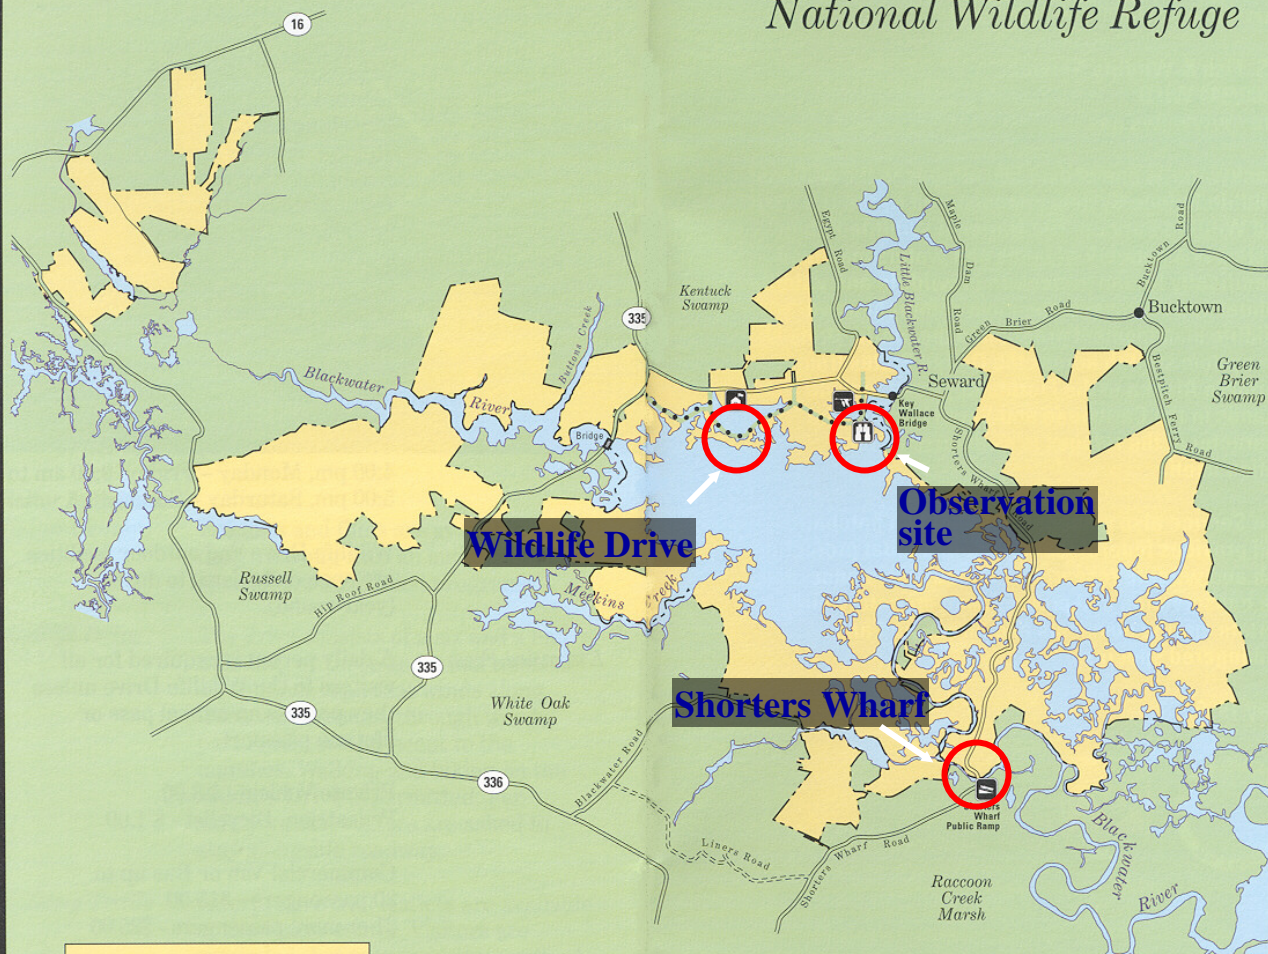 National Wildlife Refuge
16
Egypt Road
Maple Dam Road
Little Blackwater R.
Bucktown Road
Kentuck
Swamp
335
Buttons Creek
Green Brier Road
Bucktown
Bestpitch Ferry Road
Green
Brier
Swamp
Blackwater River
Seward
Key
Wallace
Bridge
Bridge
Shorters Wharf Road
Observation
site
Wildlife Drive
Russell
Swamp
Hip Roof Road
Meekins Creek
335
335
White Oak
Swamp
Shorters Wharf
336
Blackwater Road
Wharf
Public Ramp
Liners Road
Shorters Wharf Road
Blackwater River
Raccoon
Creek
Marsh